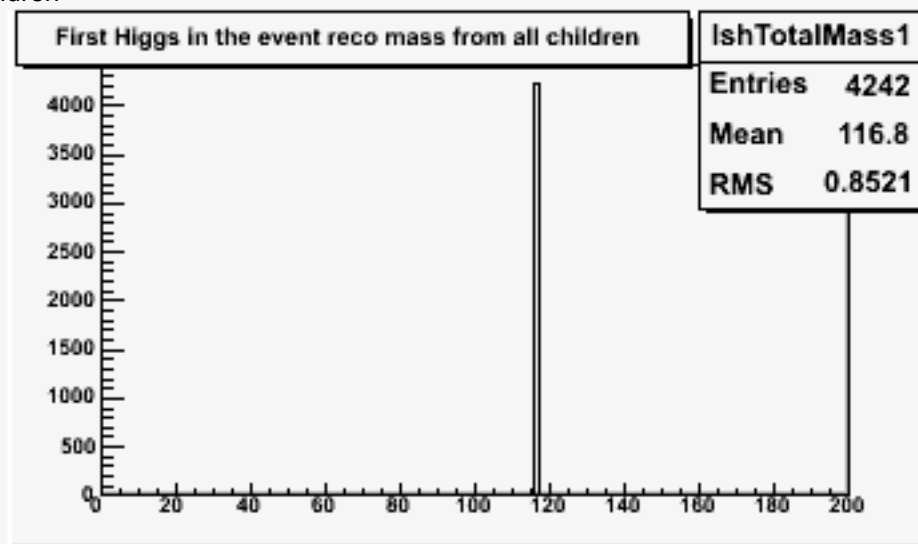 First Higgs in the event reco mass from all children
IshTotalMass1
Entries 4242
Mean 116.8
RMS 0.8521
4000
3500
3000
2500
2000
1500
1000
500
0
0 20 40 60 80 100 120 140 160 180 200